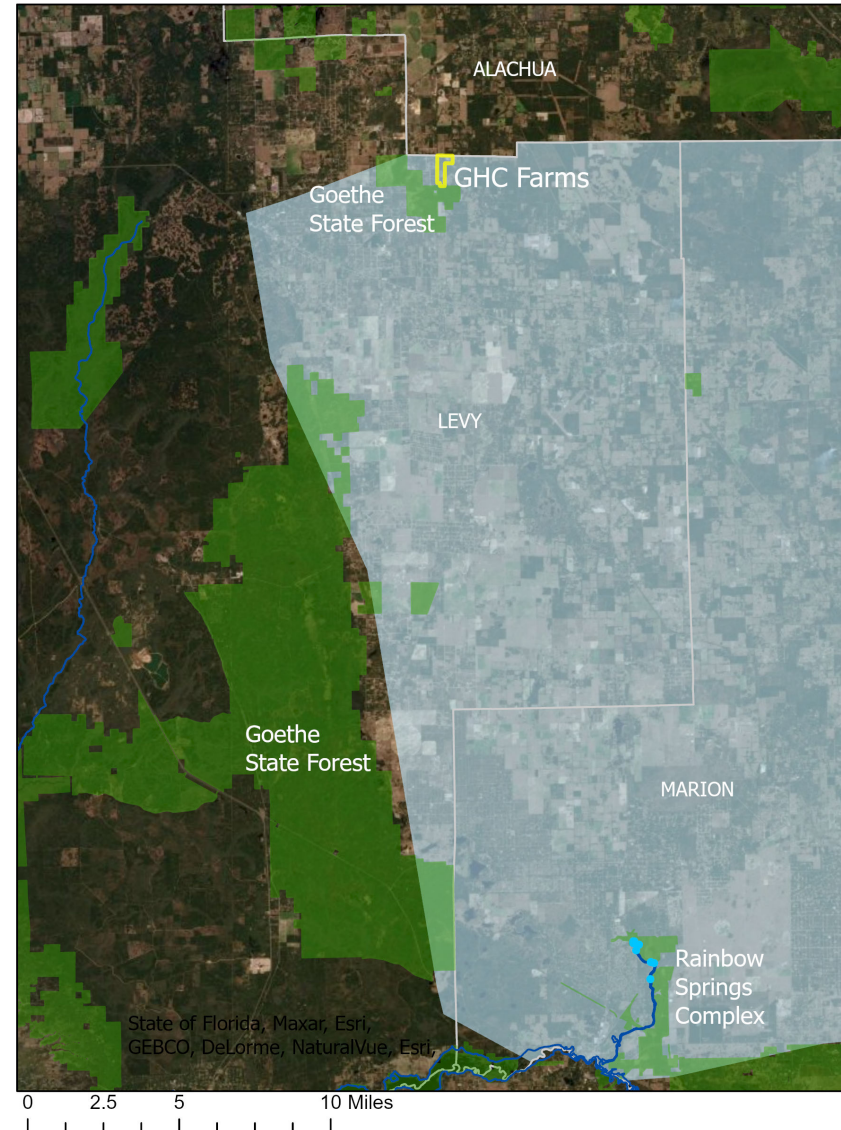 ALACHUA
GHC Farms
Goethe
State Forest
LEVY
Goethe
State Forest
MARION
Rainbow
Springs
Complex
State of Florida, Maxar, Esri,
GEBCO, DeLorme, NaturalVue, Esri,
0 2.5 5 10 Miles